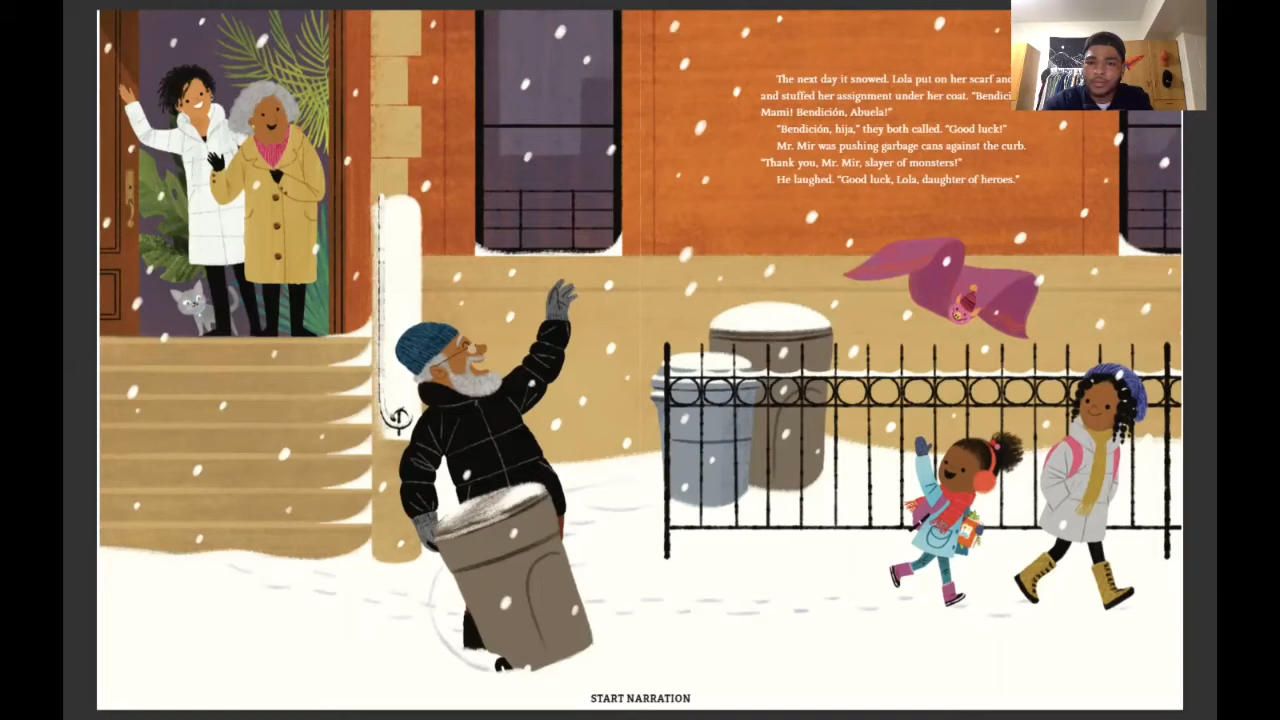 The next day it snowed. Lola put on her scarf and
and stuffed her assignment under her coat. “Bendici
Mami! Bendición, Abuela!”
“Bendición, hija,” they both called. “Good luck!”
Mr. Mir was pushing garbage cans against the curb.
“Thank you, Mr. Mir, slayer of monsters!”
He laughed. “Good luck, Lola, daughter of heroes.”
START NARRATION